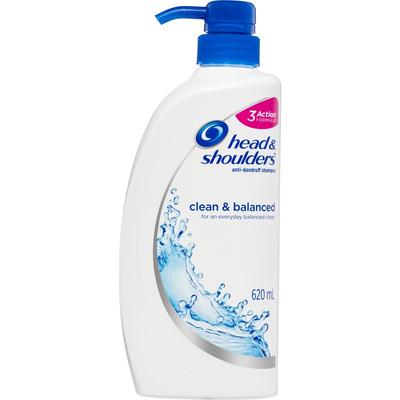 3 Action
FORMULA
head &
shoulders
anti-dandruff shampoo
clean & balanced
for an everyday balanced clean
620 mL